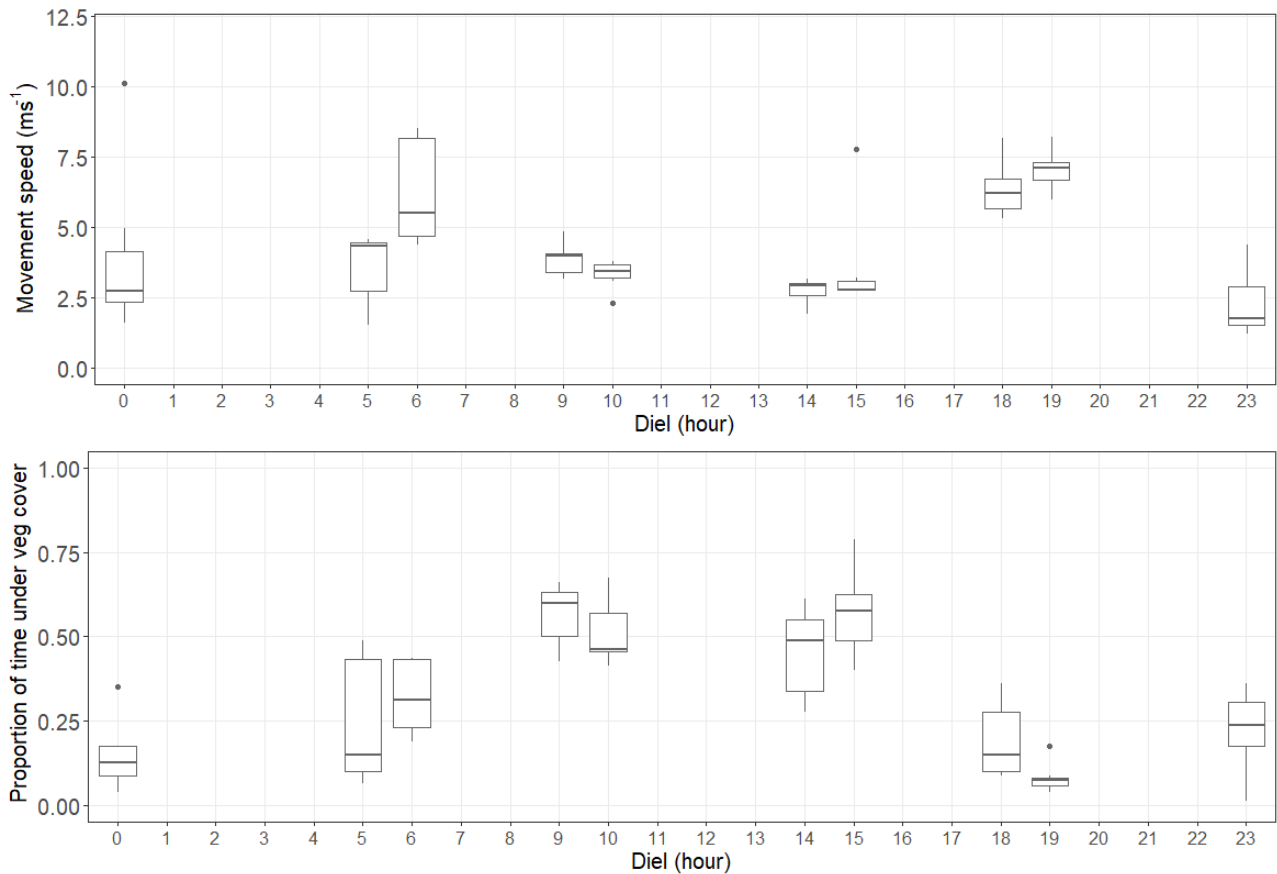 Movement speed (ms⁻¹)
12.5
10.0
7.5
5.0
2.5
0.0
0 1 2 3 4 5 6 7 8 9 10 11 12 13 14 15 16 17 18 19 20 21 22 23
Diel (hour)
Proportion of time under veg cover
1.00
0.75
0.50
0.25
0.00
0 1 2 3 4 5 6 7 8 9 10 11 12 13 14 15 16 17 18 19 20 21 22 23
Diel (hour)